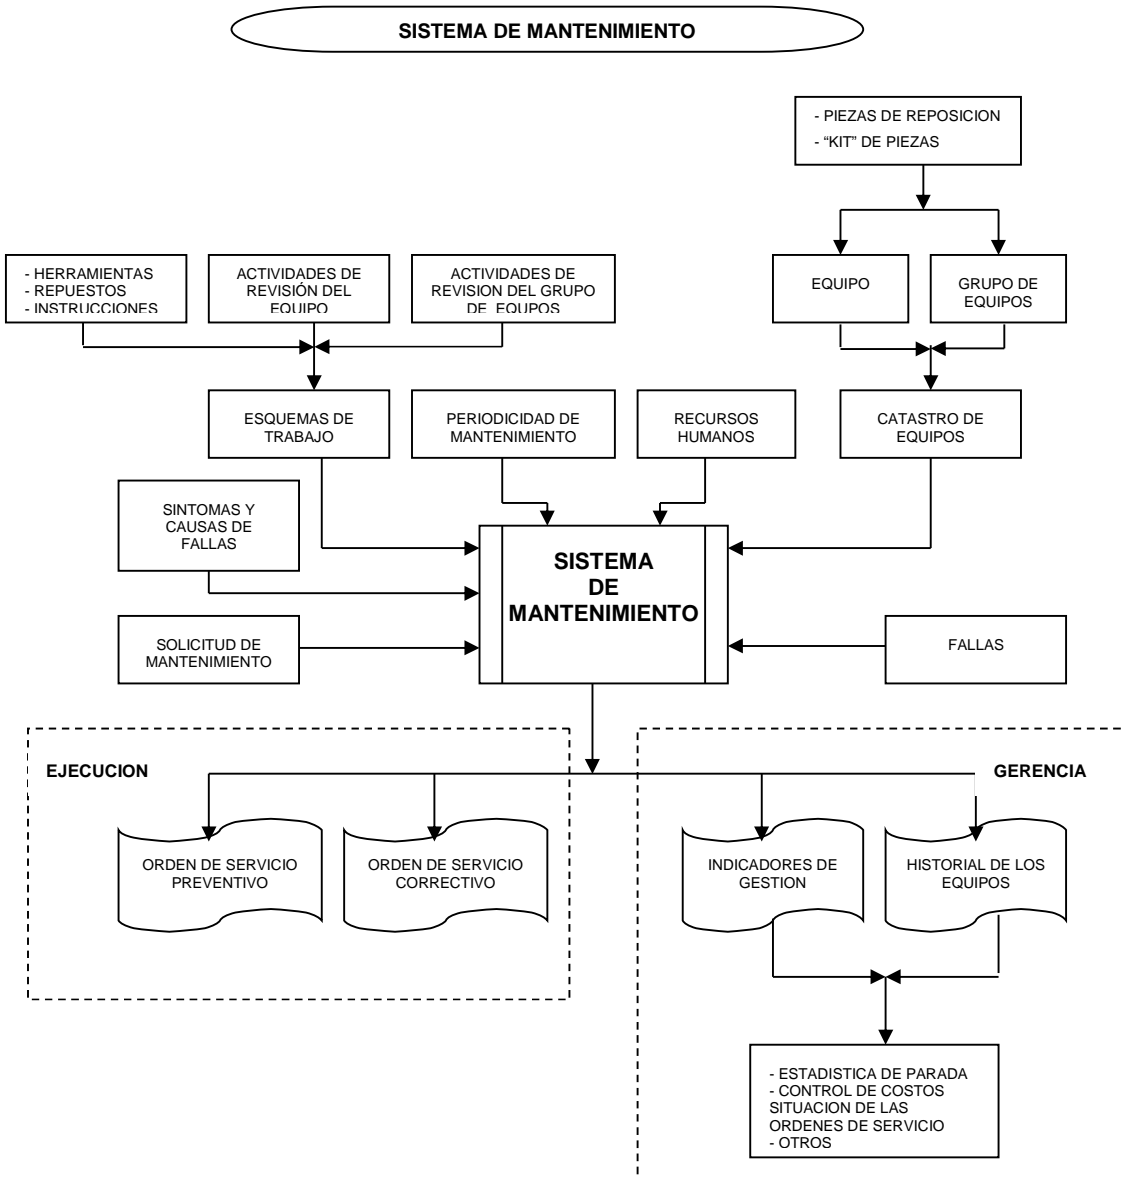 SISTEMA DE MANTENIMIENTO
- PIEZAS DE REPOSICION
- “KIT” DE PIEZAS
- HERRAMIENTAS
- REPUESTOS
- INSTRUCCIONES
ACTIVIDADES DE
REVISIÓN DEL
EQUIPO
ACTIVIDADES DE
REVISION DEL GRUPO
DE EQUPOS
EQUIPO
GRUPO DE
EQUIPOS
ESQUEMAS DE
TRABAJO
PERIODICIDAD DE
MANTENIMIENTO
RECURSOS
HUMANOS
CATASTRO DE
EQUIPOS
SINTOMAS Y
CAUSAS DE
FALLAS
SISTEMA
DE
MANTENIMIENTO
SOLICITUD DE
MANTENIMIENTO
FALLAS
EJECUCION
GERENCIA
ORDEN DE SERVICIO
PREVENTIVO
ORDEN DE SERVICIO
CORRECTIVO
INDICADORES DE
GESTION
HISTORIAL DE LOS
EQUIPOS
- ESTADISTICA DE PARADA
- CONTROL DE COSTOS
SITUACION DE LAS
ORDENES DE SERVICIO
- OTROS